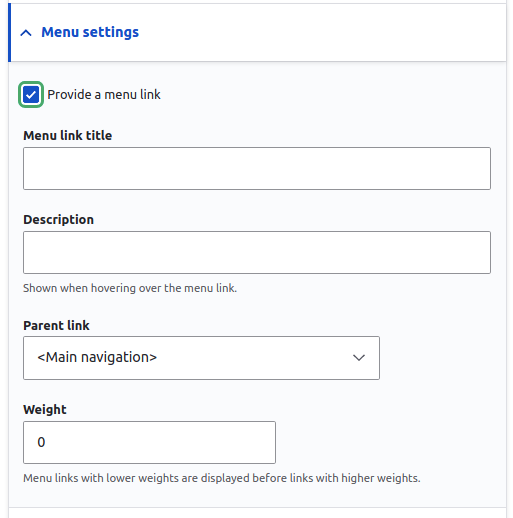 Menu settings
Provide a menu link
Menu link title
Description
Shown when hovering over the menu link.
Parent link
<Main navigation>
Weight
0
Menu links with lower weights are displayed before links with higher weights.